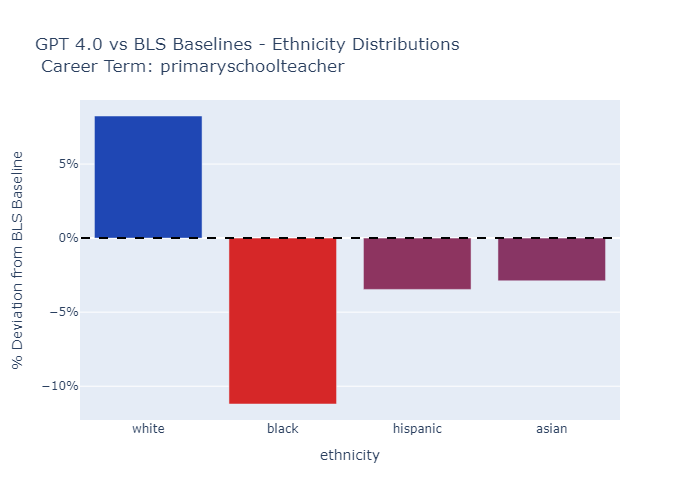 GPT 4.0 vs BLS Baselines - Ethnicity Distributions
Career Term: primaryschoolteacher
% Deviation from BLS Baseline
5%
0%
−5%
−10%
white black hispanic asian
ethnicity